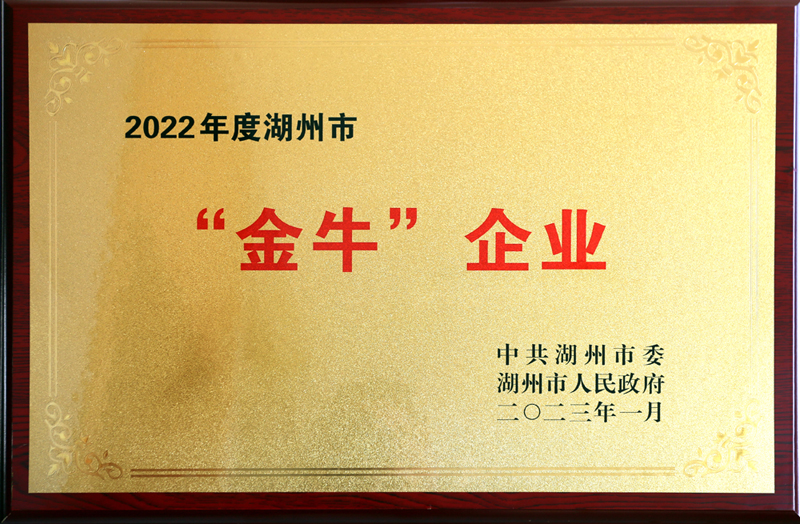 2022年度湖州市
“金牛”企业
中共湖州市委
湖州市人民政府
二〇二三年一月